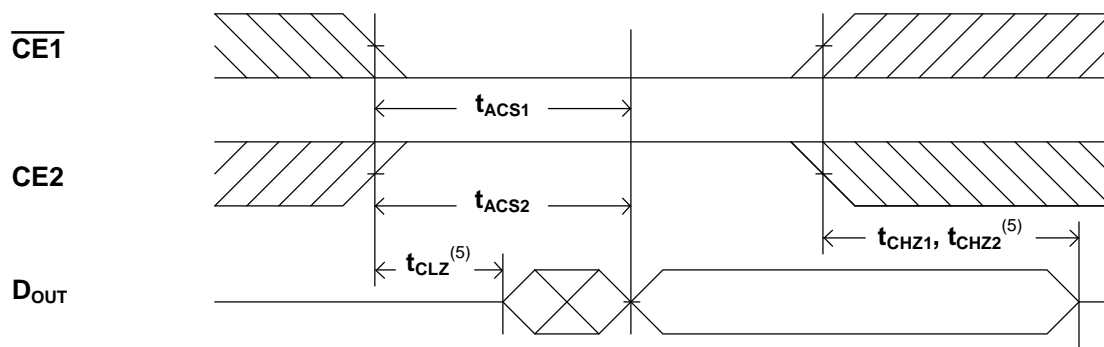 CE1
tACS1
CE2
tACS2
tCHZ1, tCHZ2(5)
tCLZ(5)
DOUT